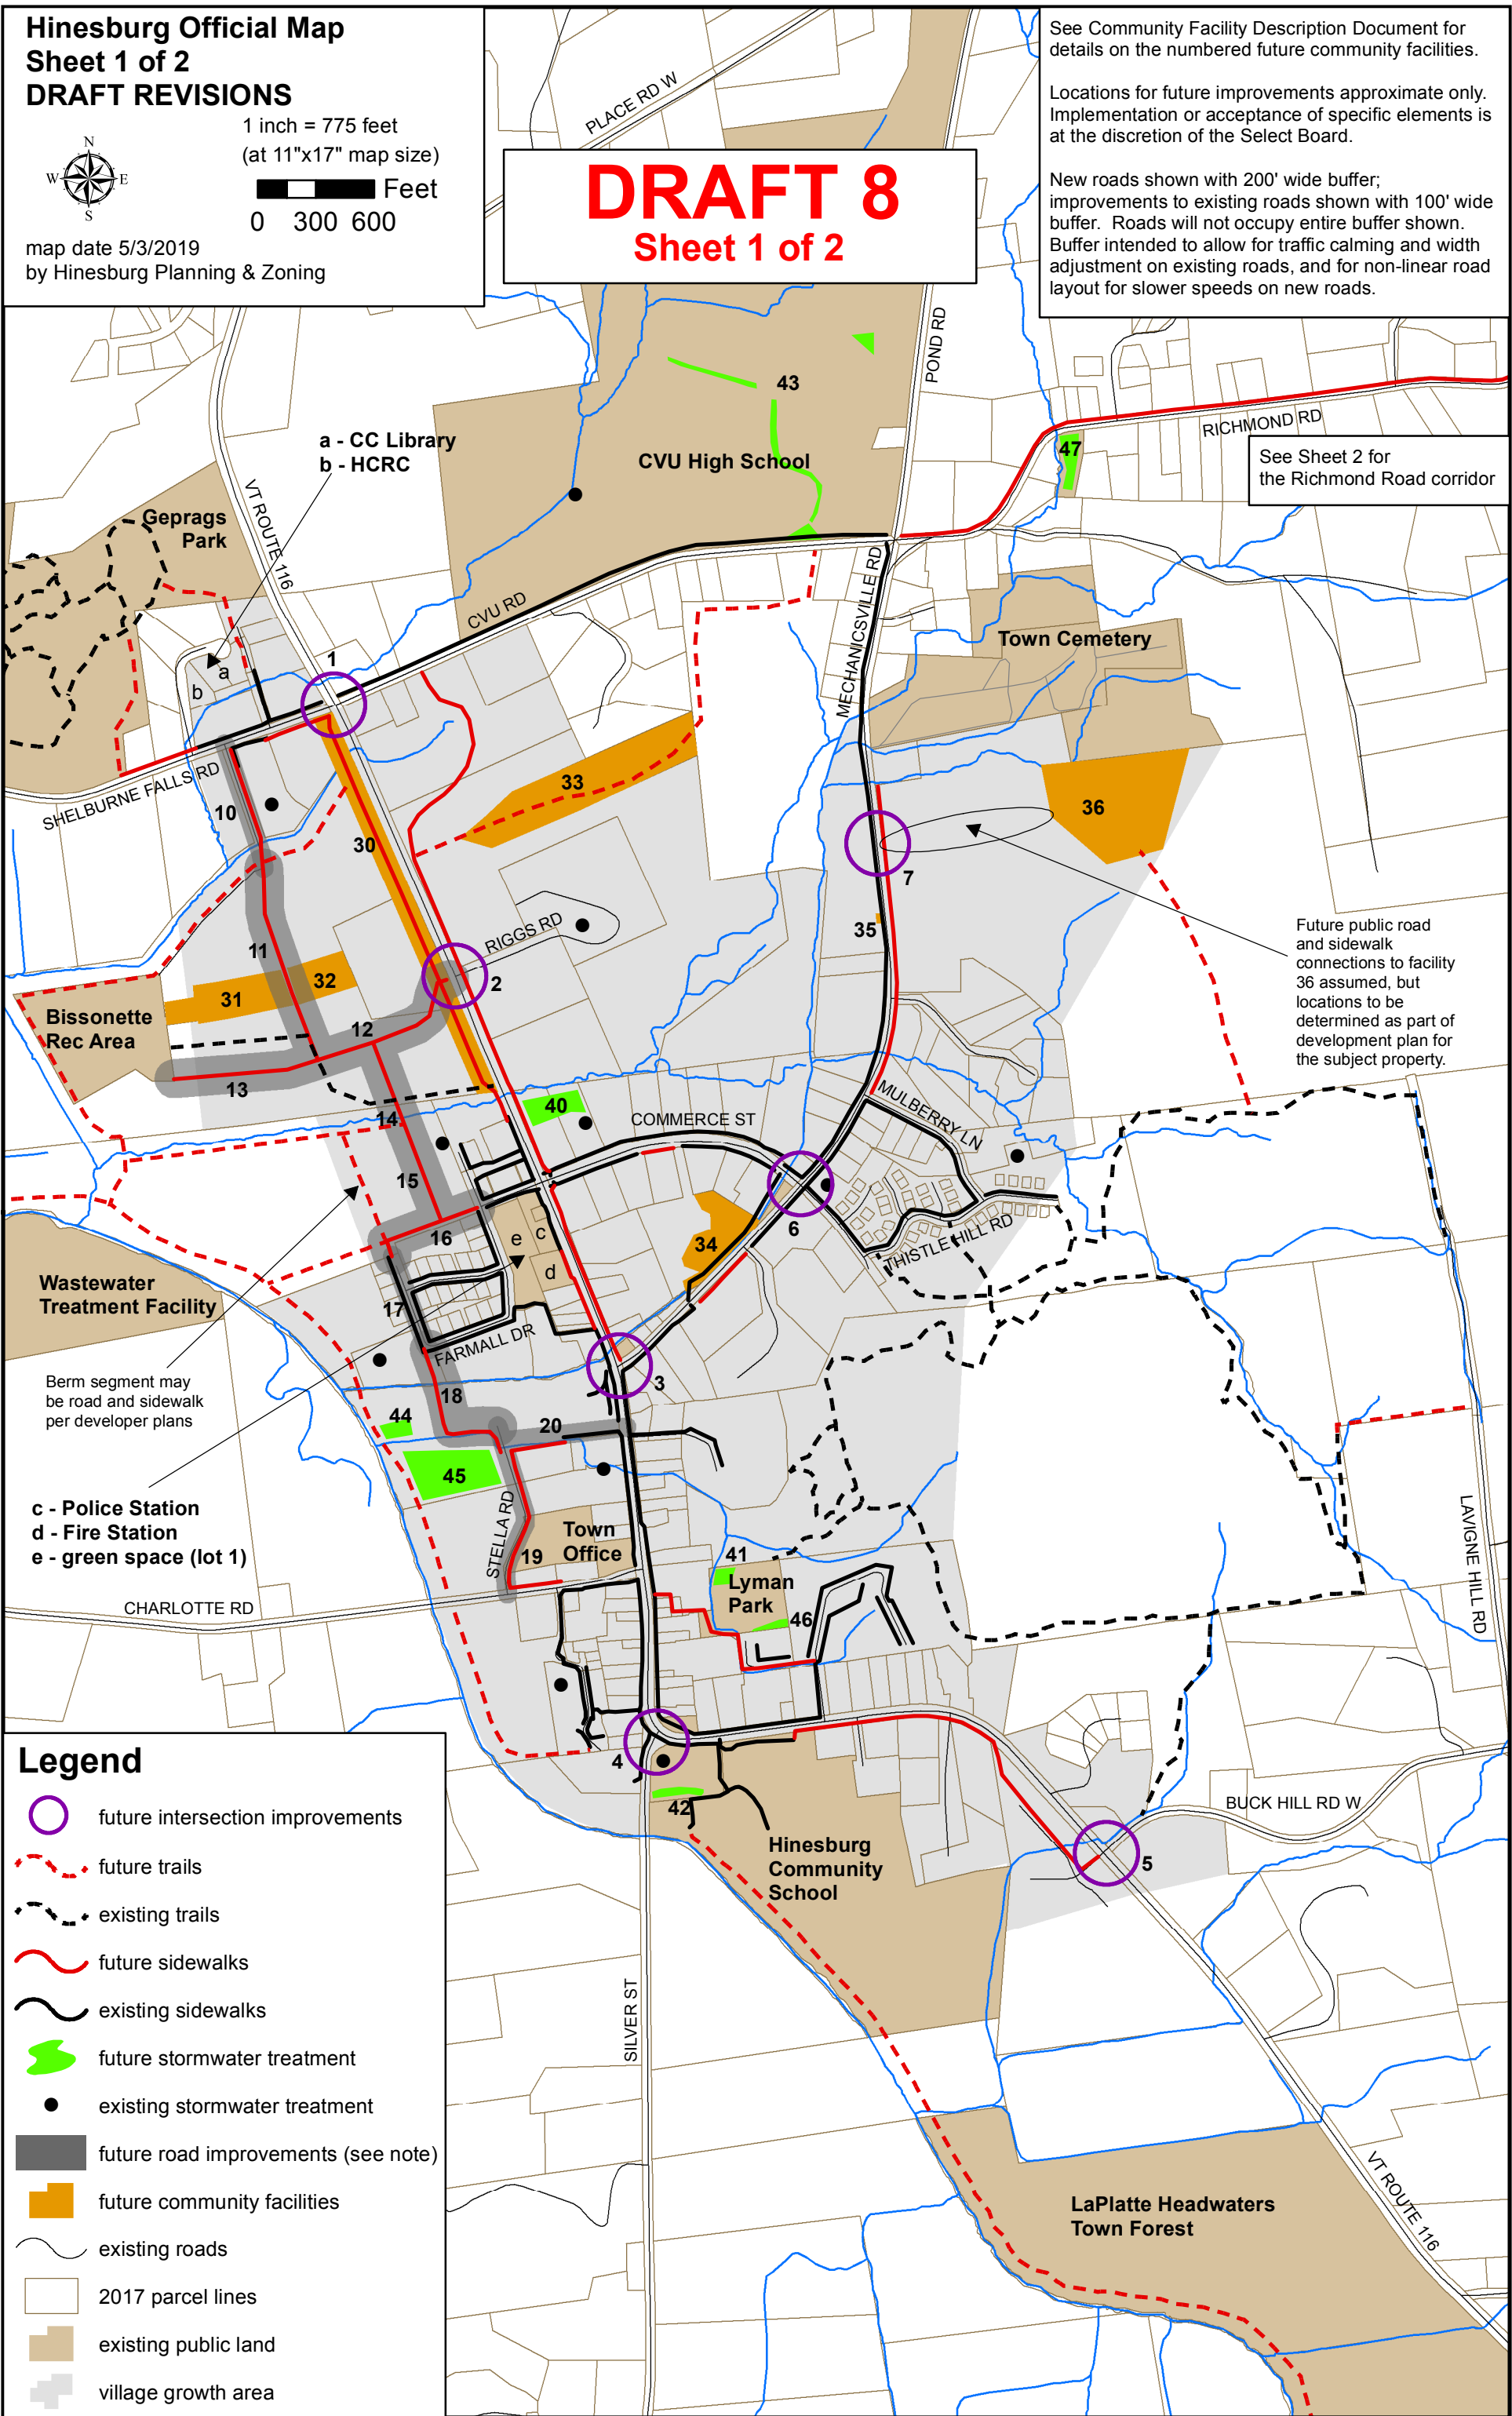 Hinesburg Official Map
Sheet 1 of 2
DRAFT REVISIONS
1 inch = 775 feet
(at 11"x17" map size)
N
W
E
S
Feet
0 300 600
map date 5/3/2019
by Hinesburg Planning & Zoning
DRAFT 8
Sheet 1 of 2
See Community Facility Description Document for
details on the numbered future community facilities.
Locations for future improvements approximate only.
Implementation or acceptance of specific elements is
at the discretion of the Select Board.
New roads shown with 200' wide buffer;
improvements to existing roads shown with 100' wide
buffer. Roads will not occupy entire buffer shown.
Buffer intended to allow for traffic calming and width
adjustment on existing roads, and for non-linear road
layout for slower speeds on new roads.
PLACE RD W
POND RD
43
RICHMOND RD
a - CC Library
b - HCRC
CVU High School
47
See Sheet 2 for
the Richmond Road corridor
VT ROUTE 116
Geprags
Park
CVU RD
MECHANICSVILLE RD
Town Cemetery
1
a
b
SHELBURNE FALLS RD
10
33
36
30
7
RIGGS RD
35
11
2
32
31
Future public road
and sidewalk
connections to facility
36 assumed, but
locations to be
determined as part of
development plan for
the subject property.
Bissonette
Rec Area
12
13
40
14
COMMERCE ST
MULBERRY LN
15
6
16
e
c
34
THISTLE HILL RD
d
Wastewater
Treatment Facility
17
FARMALL DR
3
Berm segment may
be road and sidewalk
per developer plans
18
44
20
45
c - Police Station
d - Fire Station
e - green space (lot 1)
STELLA RD
Town
Office
19
41
Lyman
Park
46
LAVIGNE HILL RD
CHARLOTTE RD
4
42
BUCK HILL RD W
5
Hinesburg
Community
School
SILVER ST
VT ROUTE 116
LaPlatte Headwaters
Town Forest
Legend
future intersection improvements
future trails
existing trails
future sidewalks
existing sidewalks
future stormwater treatment
existing stormwater treatment
future road improvements (see note)
future community facilities
existing roads
2017 parcel lines
existing public land
village growth area